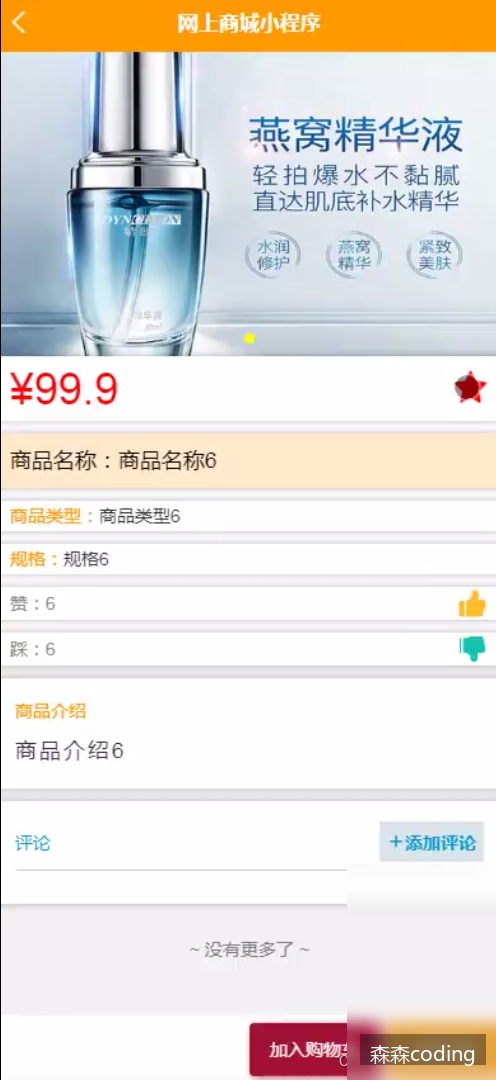 网上商城小程序
燕窝精华液
轻拍爆水不黏腻
直达肌底补水精华
水润
修护
燕窝
精华
紧致
美肤
¥99.9
商品名称：商品名称6
商品类型：商品类型6
规格：规格6
赞：6
踩：6
商品介绍
商品介绍6
评论
+添加评论
~ 没有更多了 ~
加入购物
森森coding